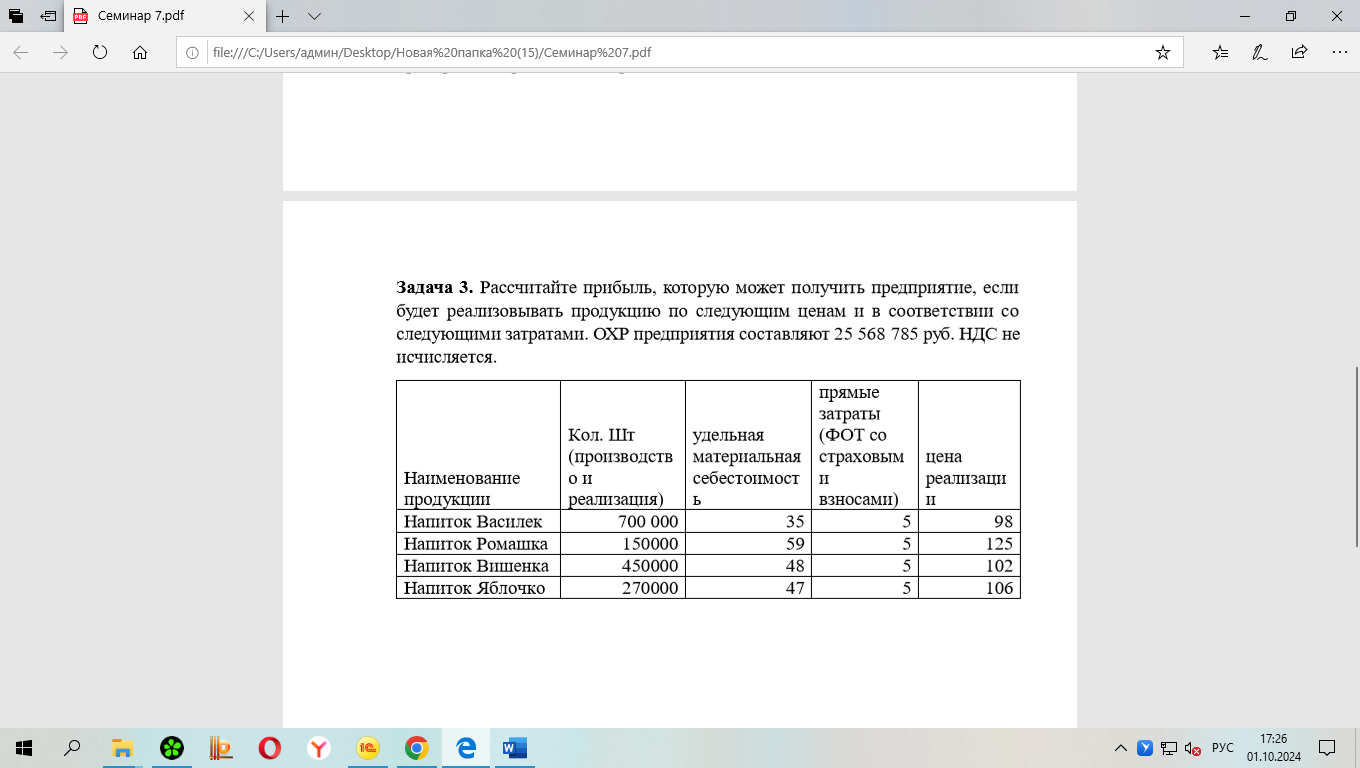 Семинар 7.pdf
file:///C:/Users/админ/Desktop/Новая%20папка%20(15)/Семинар%207.pdf
Задача 3. Рассчитайте прибыль, которую может получить предприятие, если
будет реализовывать продукцию по следующим ценам и в соответствии со
следующими затратами. ОХР предприятия составляют 25 568 785 руб. НДС не
исчисляется.
Наименование
продукции
Кол. Шт
(производств
о и
реализация)
удельная
материальная
себестоимост
ь
прямые
затраты
(ФОТ со
страховым
и
взносами)
цена
реализаци
и
Напиток Василек 700 000 35 5 98
Напиток Ромашка 150000 59 5 125
Напиток Вишенка 450000 48 5 102
Напиток Яблочко 270000 47 5 106
РУС
17:26
01.10.2024